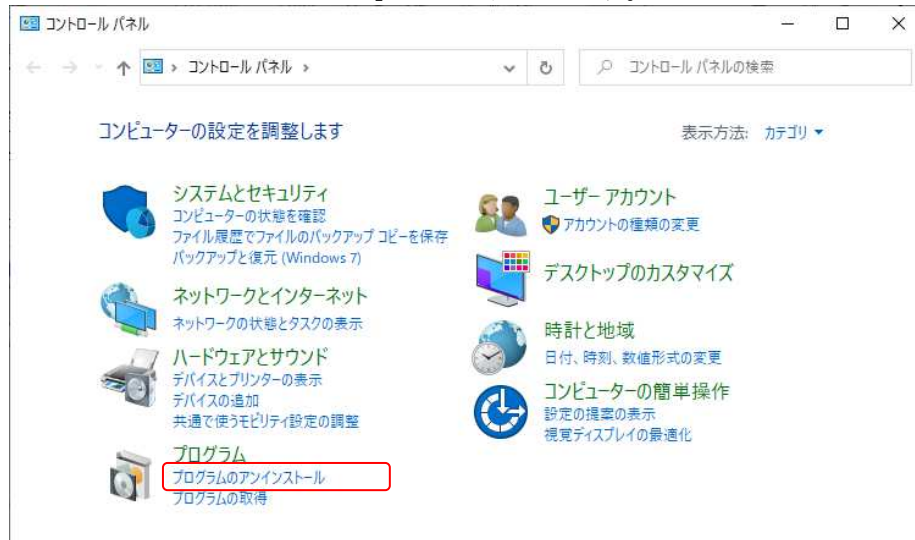 コントロール パネル
コントロール パネル
コントロール パネルの検索
コンピューターの設定を調整します
表示方法: カテゴリ
システムとセキュリティ
コンピューターの状態を確認
ファイル履歴でファイルのバックアップ コピーを保存
バックアップと復元 (Windows 7)
ネットワークとインターネット
ネットワークの状態とタスクの表示
ハードウェアとサウンド
デバイスとプリンターの表示
デバイスの追加
共通で使うモビリティ設定の調整
プログラム
プログラムのアンインストール
プログラムの取得
ユーザー アカウント
アカウントの種類の変更
デスクトップのカスタマイズ
時計と地域
日付、時刻、数値形式の変更
コンピューターの簡単操作
設定の提案の表示
視覚ディスプレイの最適化